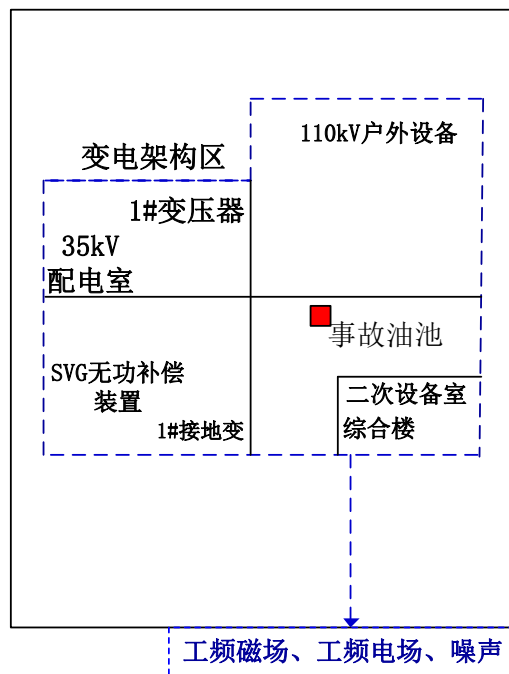 110kV户外设备
变电架构区
1#变压器
35kV
配电室
事故油池
SVG无功补偿
装置
1#接地变
二次设备室
综合楼
工频磁场、工频电场、噪声